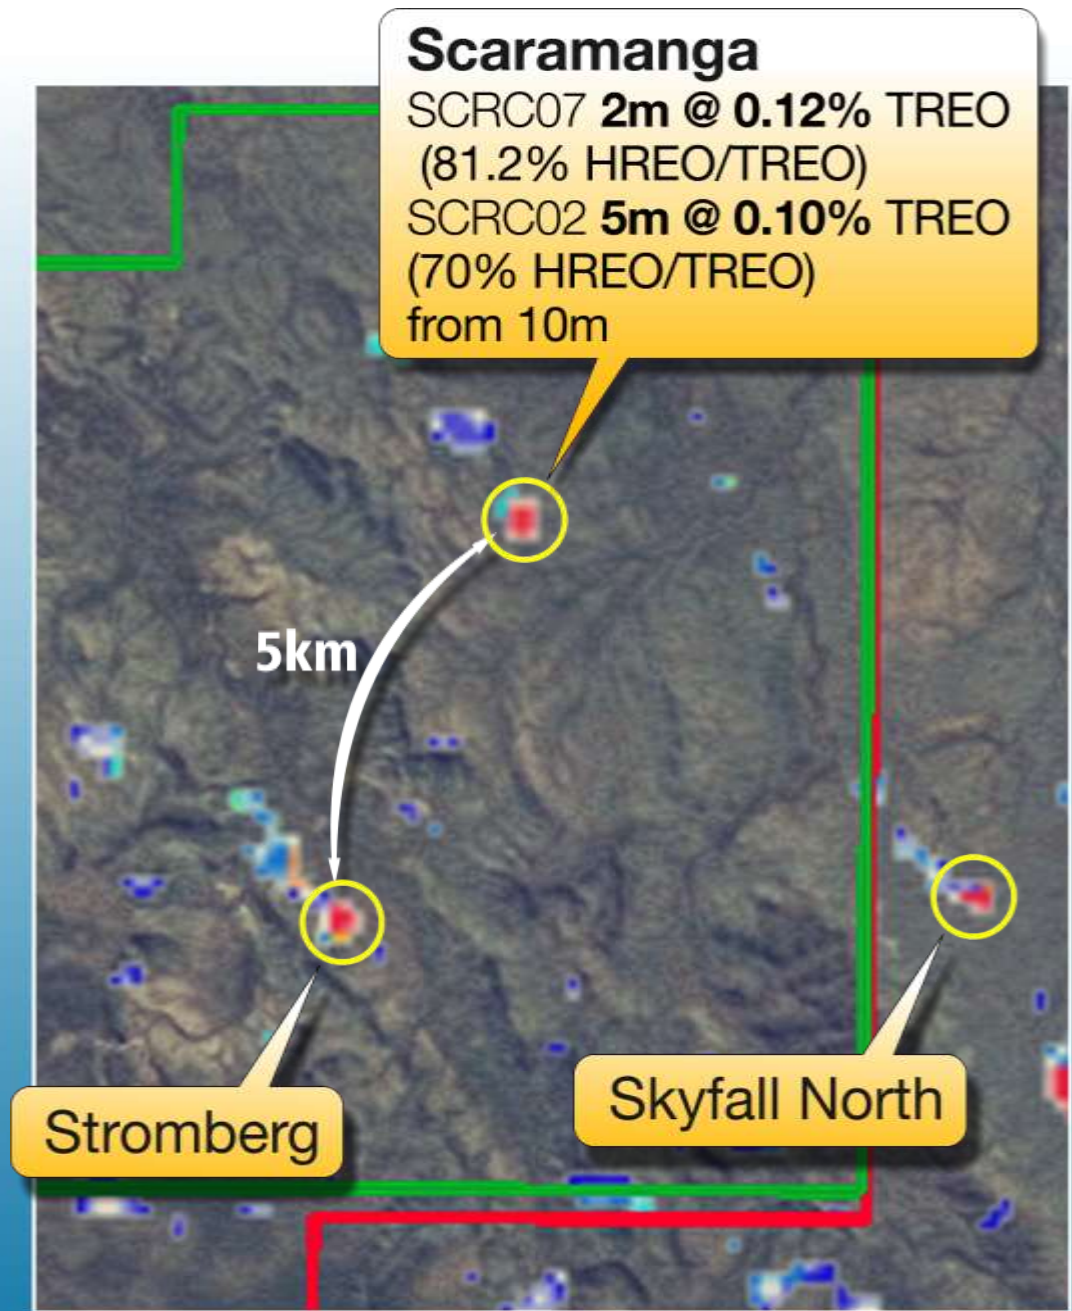 Scaramanga
SCRC07 2m @ 0.12% TREO
(81.2% HREO/TREO)
SCRC02 5m @ 0.10% TREO
(70% HREO/TREO)
from 10m
5km
Skyfall North
Stromberg